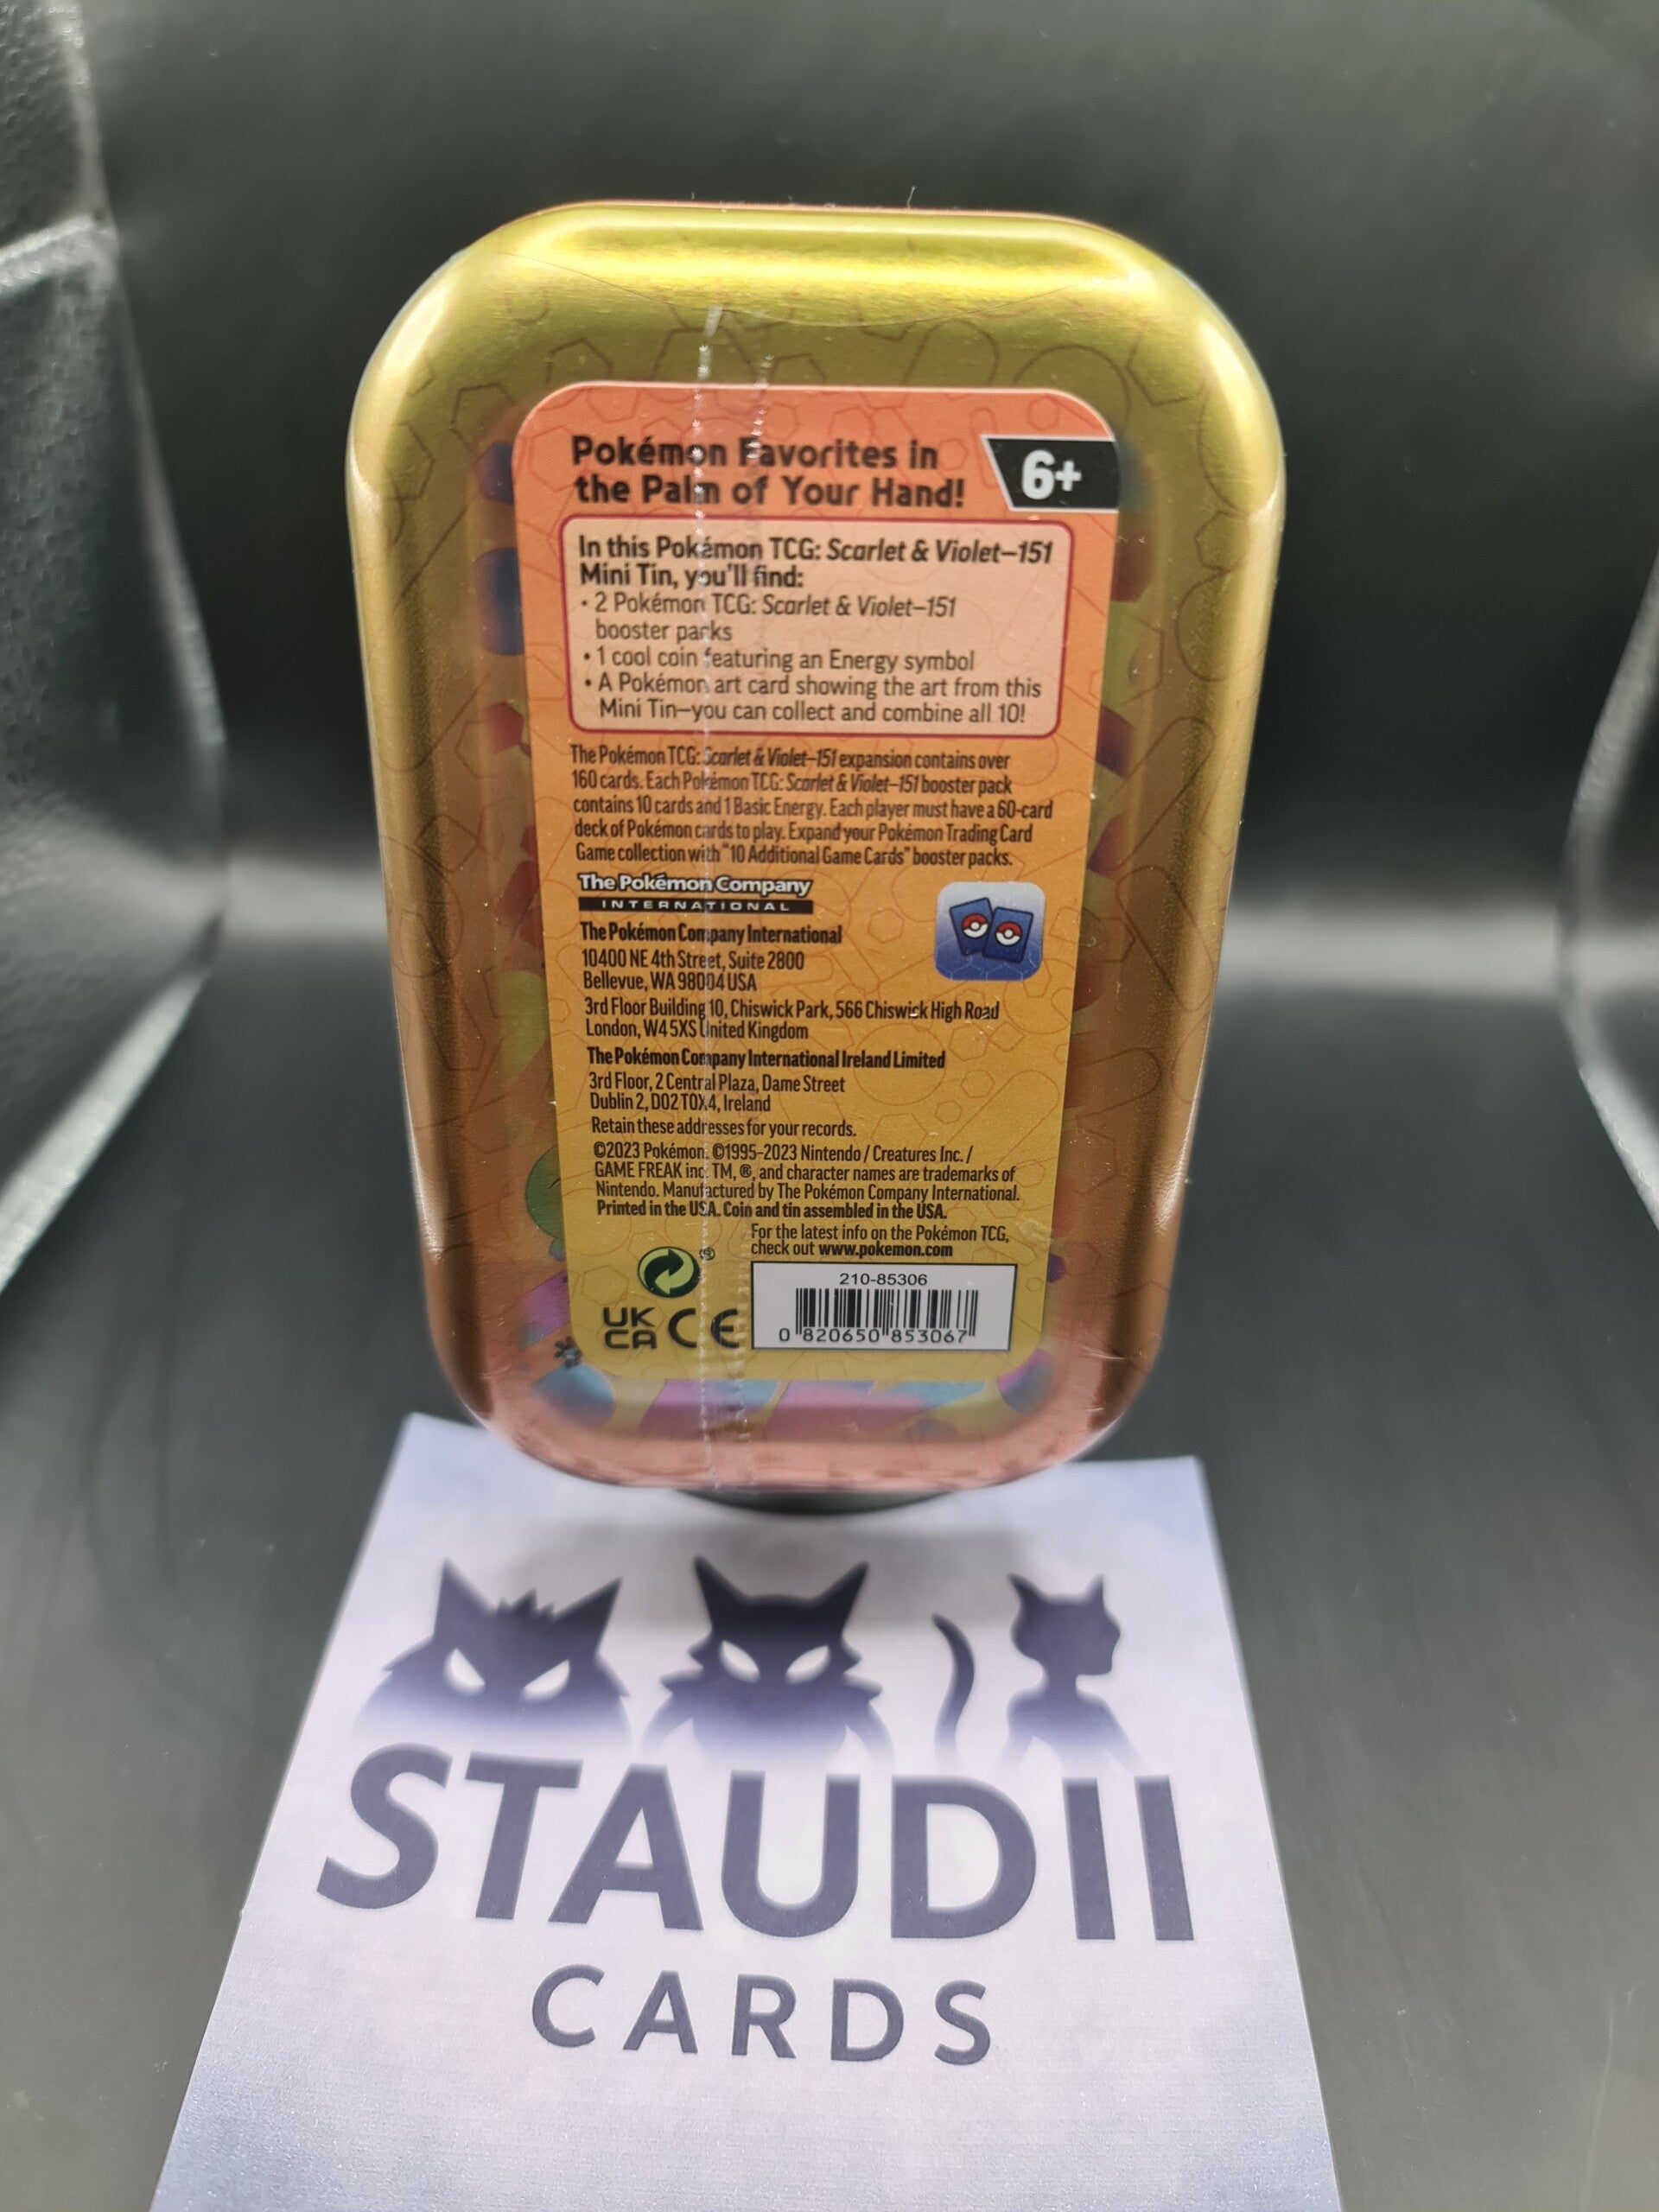 Pokémon Favorites in
the Palm of Your Hand!
6+
In this Pokémon TCG: Scarlet & Violet—151
Mini Tin, you'll find:
• 2 Pokémon TCG: Scarlet & Violet—151
booster packs
• 1 cool coin featuring an Energy symbol
• A Pokémon art card showing the art from this
Mini Tin—you can collect and combine all 10!
The Pokémon TCG: Scarlet & Violet—151 expansion contains over
160 cards. Each Pokémon TCG: Scarlet & Violet—151 booster pack
contains 10 cards and 1 Basic Energy. Each player must have a 60-card
deck of Pokémon cards to play. Expand your Pokémon Trading Card
Game collection with "10 Additional Game Cards" booster packs.
The Pokémon Company
INTERNATIONAL
The Pokémon Company International
10400 NE 4th Street, Suite 2800
Bellevue, WA 98004 USA
3rd Floor Building 10, Chiswick Park, 566 Chiswick High Road
London, W4 5XS United Kingdom
The Pokémon Company International Ireland Limited
3rd Floor, 2 Central Plaza, Dame Street
Dublin 2, D02 T0X4, Ireland
Retain these addresses for your records.
©2023 Pokémon. ©1995–2023 Nintendo / Creatures Inc. /
GAME FREAK inc. TM, ®, and character names are trademarks of
Nintendo. Manufactured by The Pokémon Company International.
Printed in the USA. Coin and tin assembled in the USA.
For the latest info on the Pokémon TCG,
check out www.pokemon.com
210-85306
0 820650 853067
UK
CA CE
STAUDII
CARDS